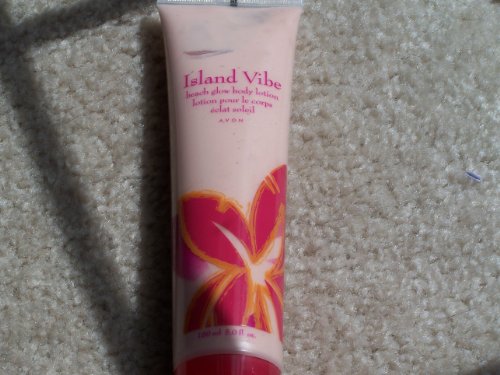 Island Vibe
beach glow body lotion
lotion pour le corps
éclat soleil
AVON
150 ml 5.0 fl. oz.